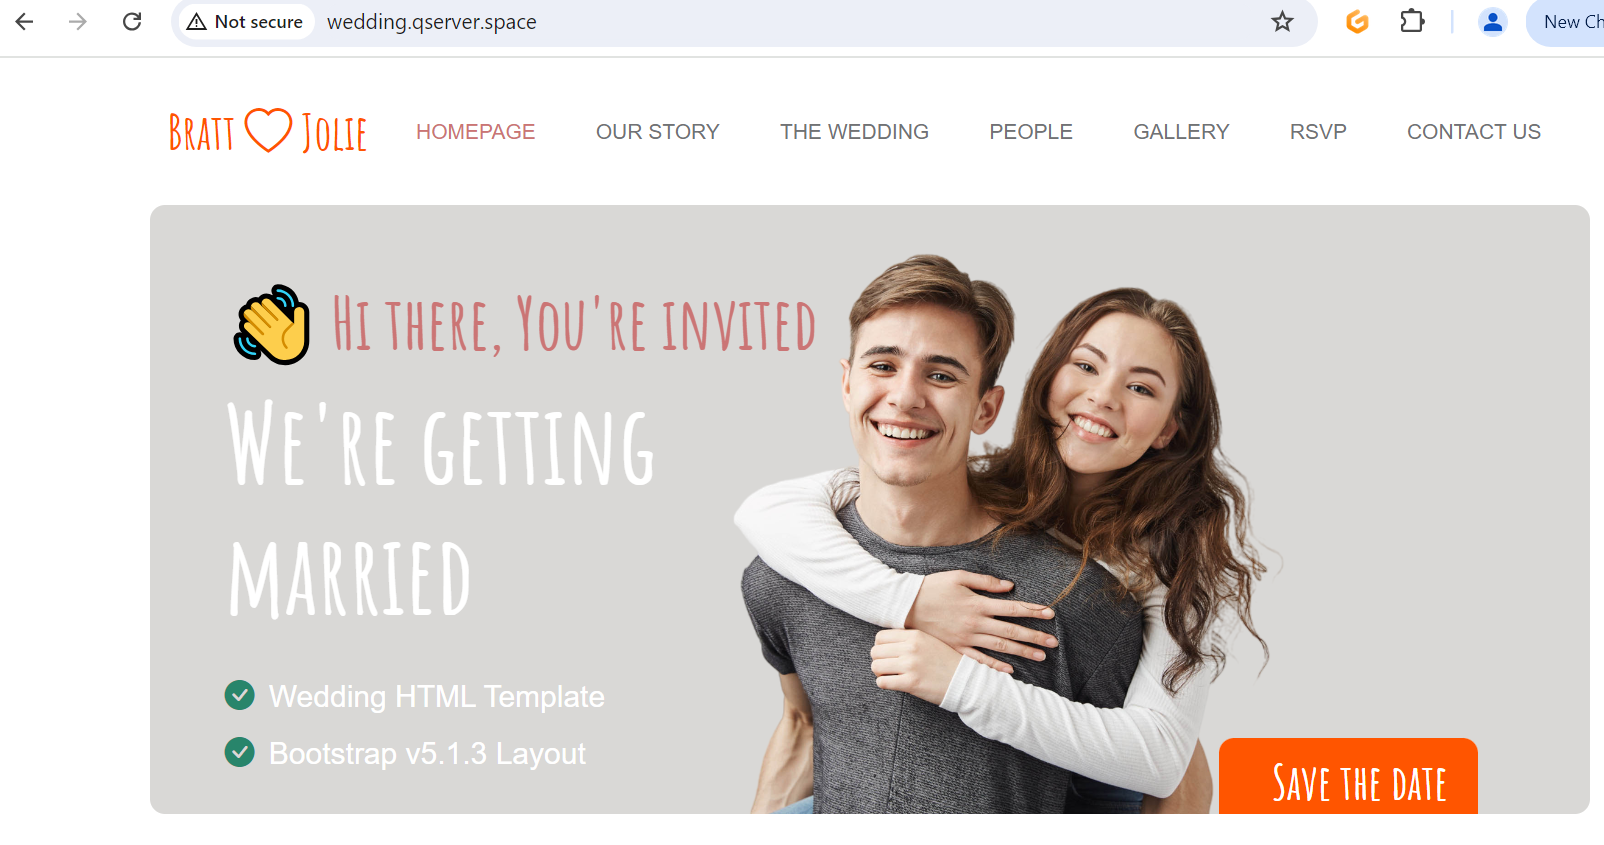 Not secure
wedding.qserver.space
New Ch
Bratt Jolie
HOMEPAGE
OUR STORY
THE WEDDING
PEOPLE
GALLERY
RSVP
CONTACT US
Hi there, You're invited
We're getting
married
Wedding HTML Template
Bootstrap v5.1.3 Layout
Save the date